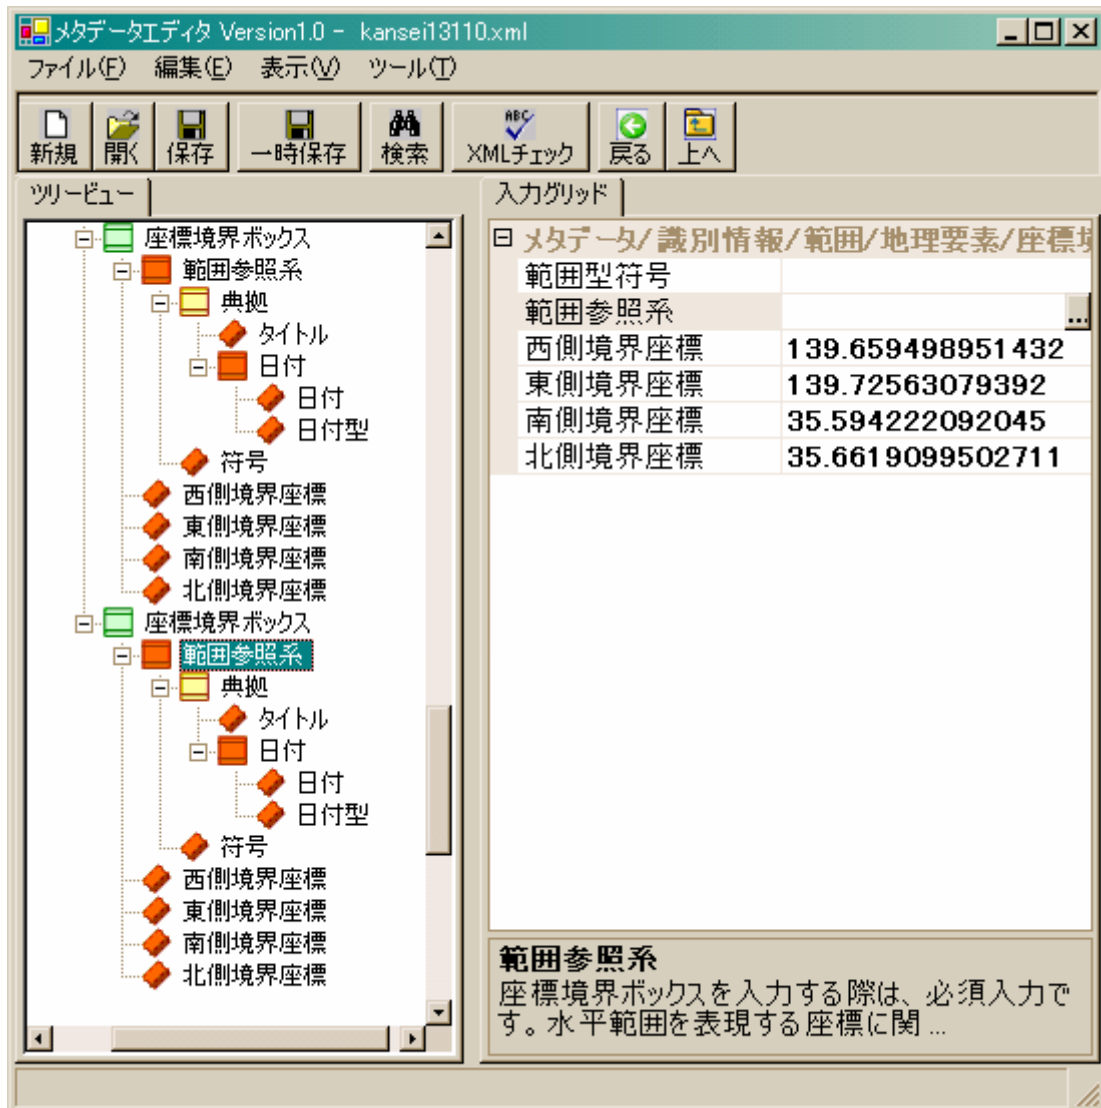 メタデータエディタ Version1.0 - kansei13110.xml
ファイル(F) 編集(E) 表示(V) ツール(T)
新規 開く 保存 一時保存 検索 ABC XMLチェック 戻る 上へ
ツリービュー
座標境界ボックス
範囲参照系
典拠
タイトル
日付
日付
日付型
符号
西側境界座標
東側境界座標
南側境界座標
北側境界座標
座標境界ボックス
範囲参照系
典拠
タイトル
日付
日付
日付型
符号
西側境界座標
東側境界座標
南側境界座標
北側境界座標
入力グリッド
メタデータ/識別情報/範囲/地理要素/座標
範囲型符号
範囲参照系 ...
西側境界座標 139.659498951432
東側境界座標 139.72563079392
南側境界座標 35.594222092045
北側境界座標 35.6619099502711
範囲参照系
座標境界ボックスを入力する際は、必須入力で
す。水平範囲を表現する座標に関 ...